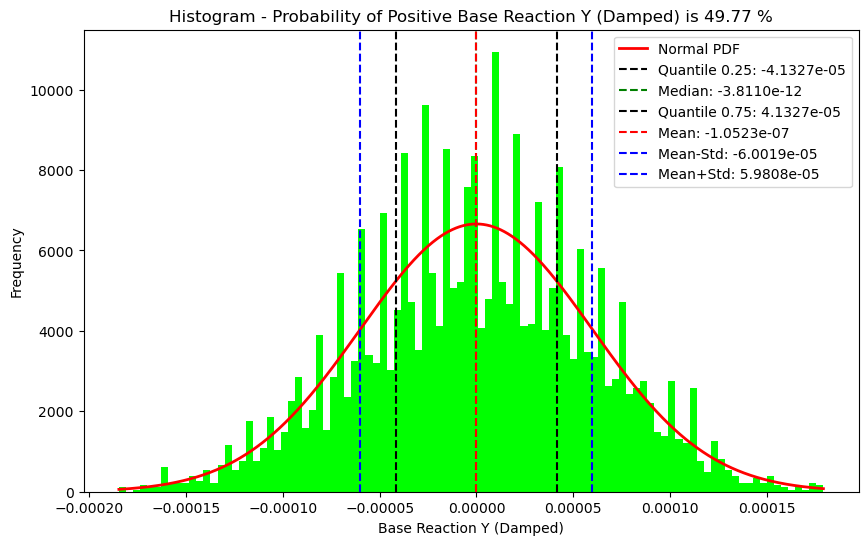 Histogram - Probability of Positive Base Reaction Y (Damped) is 49.77 %
Normal PDF
Quantile 0.25: -4.1327e-05
Median: -3.8110e-12
Quantile 0.75: 4.1327e-05
Mean: -1.0523e-07
Mean-Std: -6.0019e-05
Mean+Std: 5.9808e-05
Frequency
10000
8000
6000
4000
2000
0
−0.00020 −0.00015 −0.00010 −0.00005 0.00000 0.00005 0.00010 0.00015
Base Reaction Y (Damped)